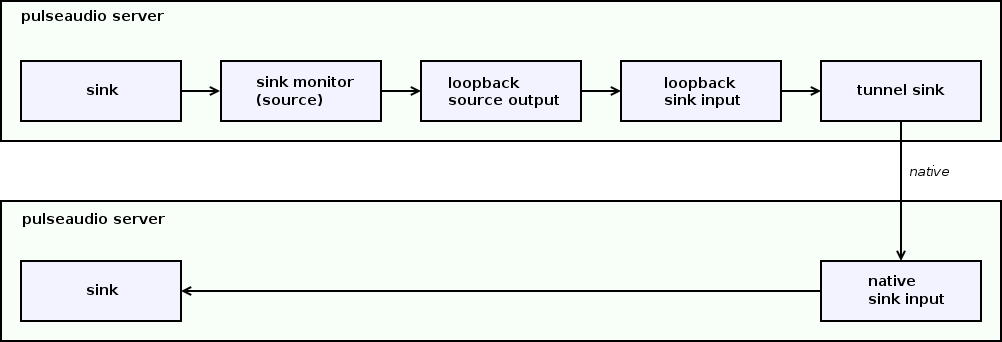 pulseaudio server
sink
sink monitor
(source)
loopback
source output
loopback
sink input
tunnel sink
native
pulseaudio server
sink
native
sink input